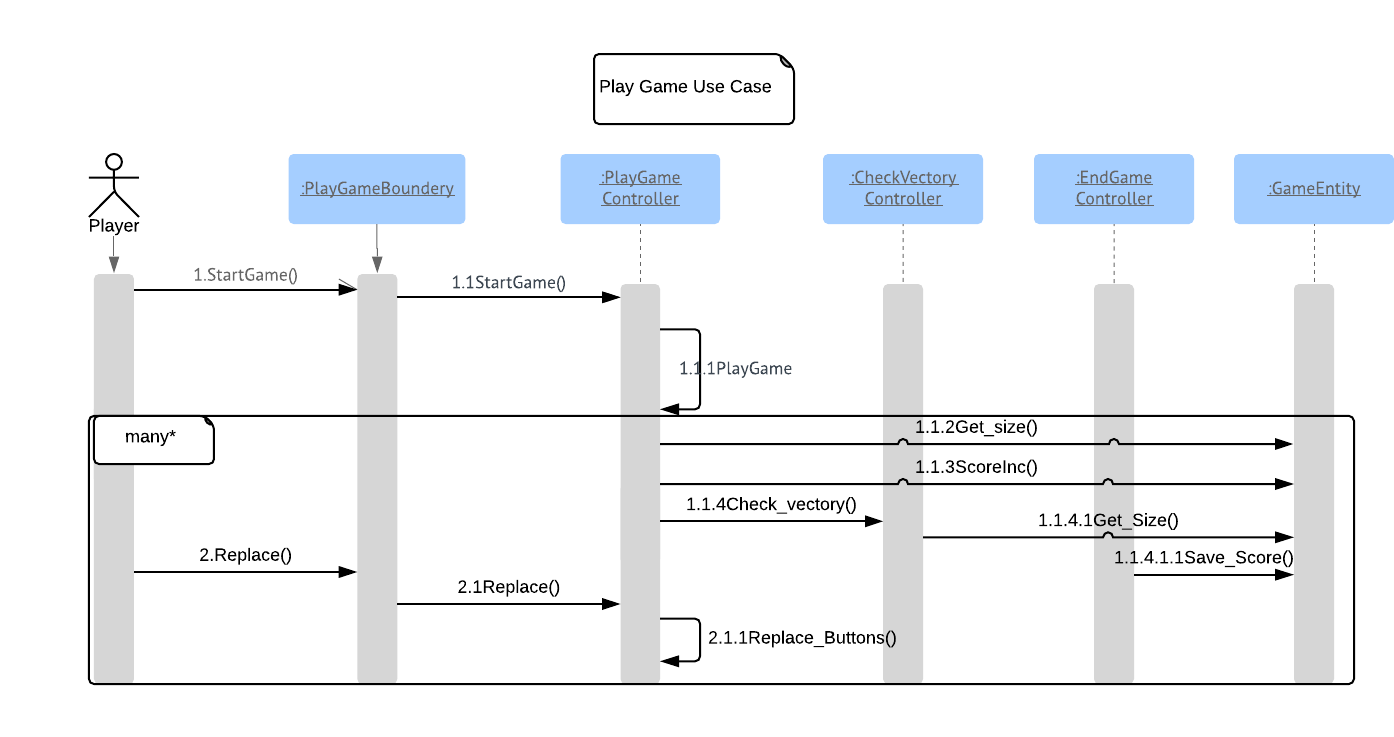 Play Game Use Case
Player
:PlayGameBoundery
:PlayGame
Controller
:CheckVectory
Controller
:EndGame
Controller
:GameEntity
1.StartGame()
1.1StartGame()
1.1.1PlayGame
many*
1.1.2Get_size()
1.1.3ScoreInc()
1.1.4Check_vectory()
1.1.4.1Get_Size()
2.Replace()
1.1.4.1.1Save_Score()
2.1Replace()
2.1.1Replace_Buttons()